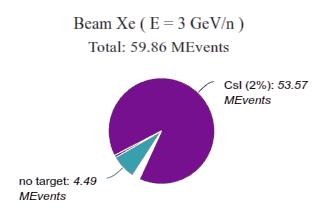 Beam Xe ( E = 3 GeV/n )
Total: 59.86 MEvents
CsI (2%): 53.57
MEvents
no target: 4.49
MEvents